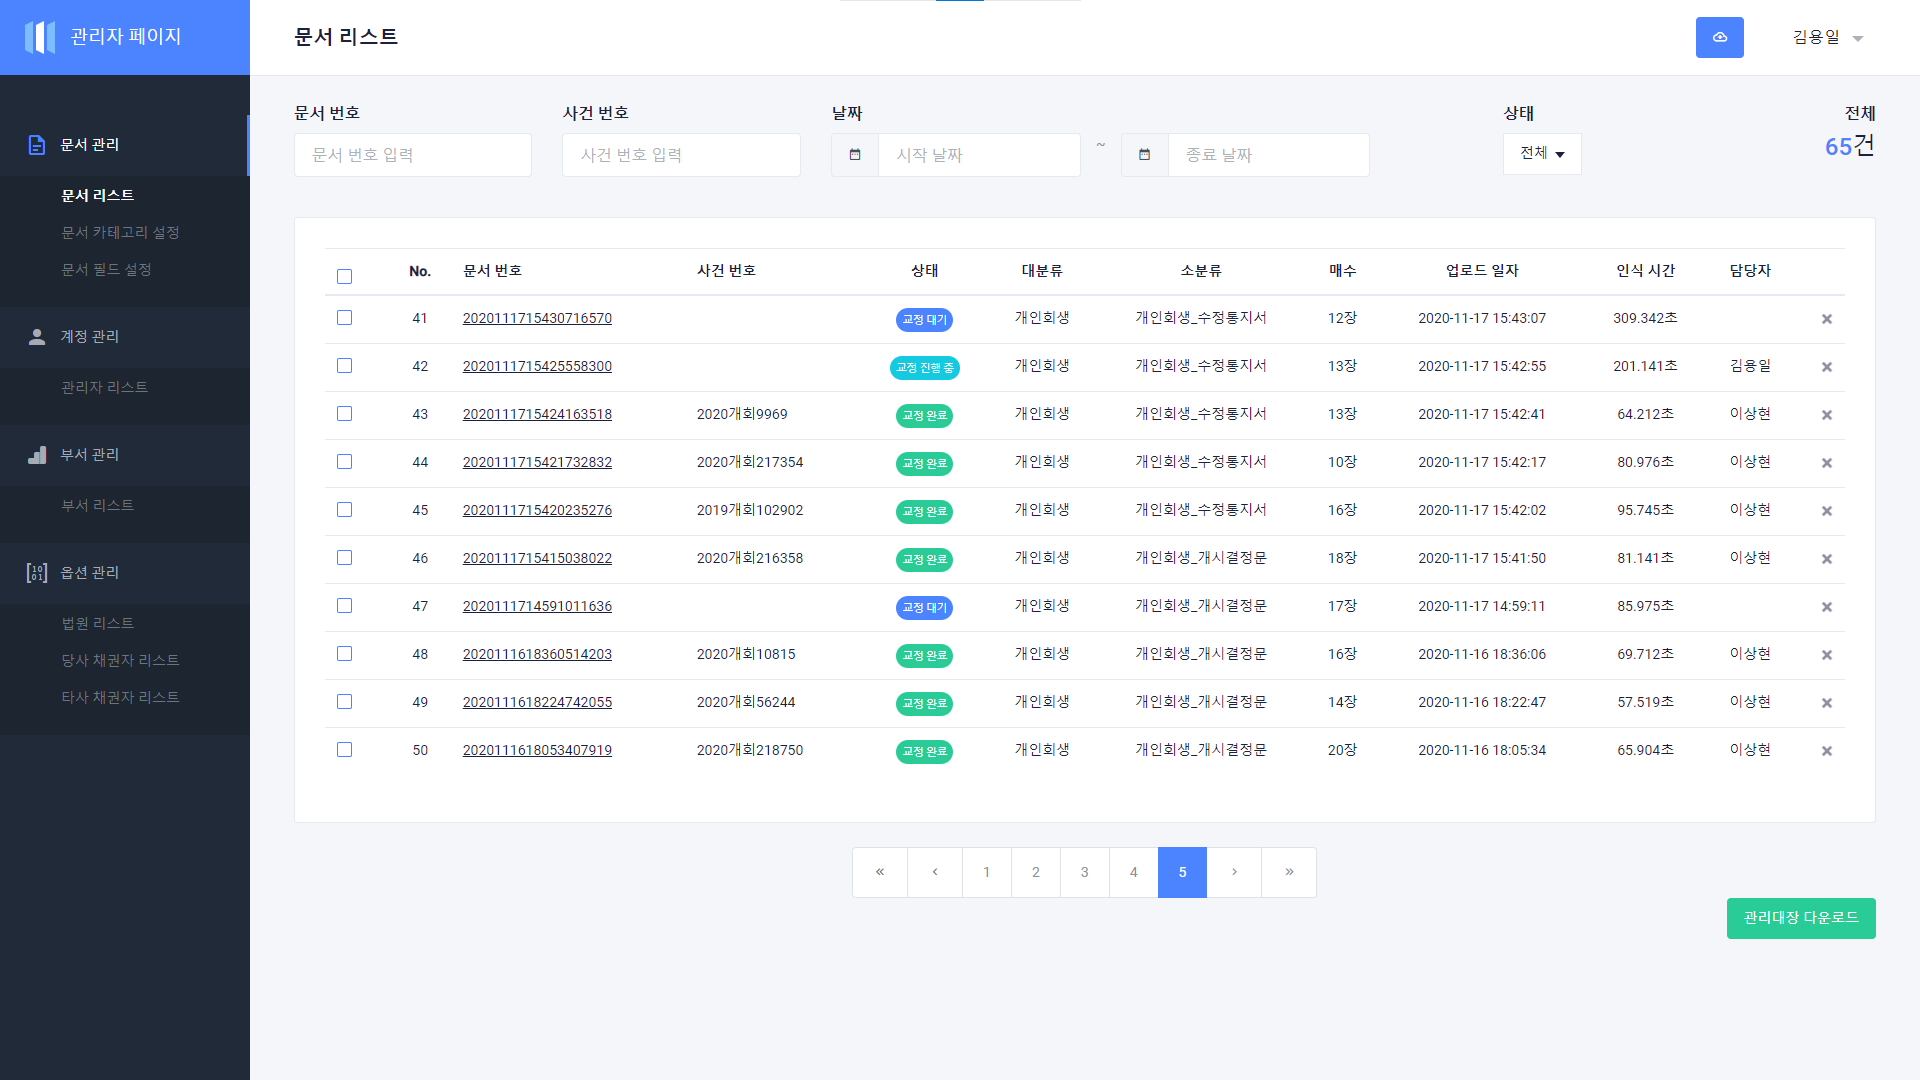 관리자 페이지
문서 리스트
김용일
문서 관리
문서 리스트
문서 카테고리 설정
문서 필드 설정
계정 관리
관리자 리스트
부서 관리
부서 리스트
옵션 관리
법원 리스트
당사 채권자 리스트
타사 채권자 리스트
문서 번호 사건 번호 날짜 상태 전체
문서 번호 입력 사건 번호 입력 시작 날짜 ~ 종료 날짜 전체 65건
No. 문서 번호 사건 번호 상태 대분류 소분류 매수 업로드 일자 인식 시간 담당자
41 2020111715430716570 교정 대기 개인회생 개인회생_수정통지서 12장 2020-11-17 15:43:07 309.342초
42 2020111715425558300 교정 진행 중 개인회생 개인회생_수정통지서 13장 2020-11-17 15:42:55 201.141초 김용일
43 2020111715424163518 2020개회9969 교정 완료 개인회생 개인회생_수정통지서 13장 2020-11-17 15:42:41 64.212초 이상현
44 2020111715421732832 2020개회217354 교정 완료 개인회생 개인회생_수정통지서 10장 2020-11-17 15:42:17 80.976초 이상현
45 2020111715420235276 2019개회102902 교정 완료 개인회생 개인회생_수정통지서 16장 2020-11-17 15:42:02 95.745초 이상현
46 2020111715415038022 2020개회216358 교정 완료 개인회생 개인회생_개시결정문 18장 2020-11-17 15:41:50 81.141초 이상현
47 2020111714591011636 교정 대기 개인회생 개인회생_개시결정문 17장 2020-11-17 14:59:11 85.975초
48 2020111618360514203 2020개회10815 교정 완료 개인회생 개인회생_개시결정문 16장 2020-11-16 18:36:06 69.712초 이상현
49 2020111618224742055 2020개회56244 교정 완료 개인회생 개인회생_개시결정문 14장 2020-11-16 18:22:47 57.519초 이상현
50 2020111618053407919 2020개회218750 교정 완료 개인회생 개인회생_개시결정문 20장 2020-11-16 18:05:34 65.904초 이상현
« ‹ 1 2 3 4 5 › »
관리대장 다운로드